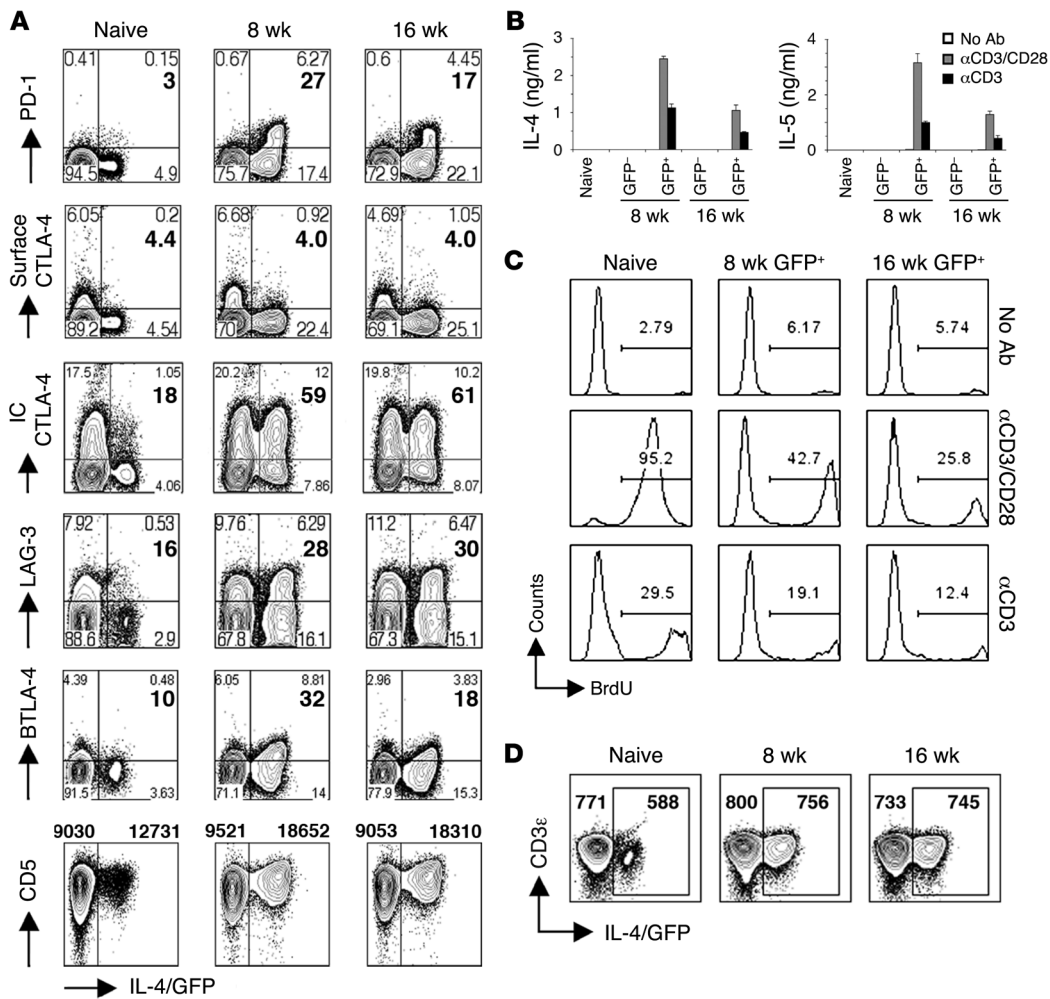 A
Naive 8 wk 16 wk
PD-1
0.41 0.15 3 94.5 4.9
0.67 6.27 27 75.7 17.4
0.6 4.45 17 72.9 22.1
Surface CTLA-4
6.05 0.2 4.4 89.2 4.54
6.68 0.92 4.0 70 22.4
4.69 1.05 4.0 69.1 25.1
IC CTLA-4
17.5 1.05 18 4.06
20.2 12 59 7.86
19.8 10.2 61 8.07
LAG-3
7.92 0.53 16 88.6 2.9
9.76 6.29 28 67.8 16.1
11.2 6.47 30 67.3 15.1
BTLA-4
4.39 0.48 10 91.5 3.63
6.05 8.81 32 71.1 14
2.96 3.83 18 77.9 15.3
CD5
9030 12731
9521 18652
9053 18310
IL-4/GFP
B
IL-4 (ng/ml)
3
2
1
0
Naive GFP– GFP+ GFP– GFP+
8 wk 16 wk
IL-5 (ng/ml)
4
2
0
Naive GFP– GFP+ GFP– GFP+
8 wk 16 wk
No Ab
αCD3/CD28
αCD3
C
Naive 8 wk GFP+ 16 wk GFP+
2.79 6.17 5.74
No Ab
95.2 42.7 25.8
αCD3/CD28
29.5 19.1 12.4
αCD3
Counts
BrdU
D
Naive 8 wk 16 wk
771 588 800 756 733 745
CD3ε
IL-4/GFP